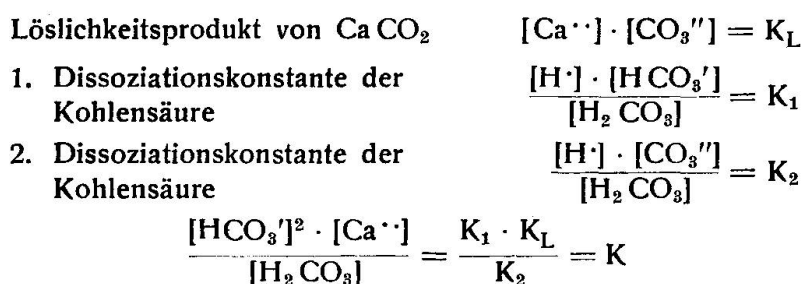 Löslichkeitsprodukt von Ca CO₂ [Ca··] · [CO₃′′] = K_L
1. Dissoziationskonstante der Kohlensäure [H·] · [H CO₃′] / [H₂ CO₃] = K₁
2. Dissoziationskonstante der Kohlensäure [H·] · [CO₃′′] / [H₂ CO₃] = K₂
[HCO₃′]² · [Ca··] / [H₂ CO₃] = K₁ · K_L / K₂ = K